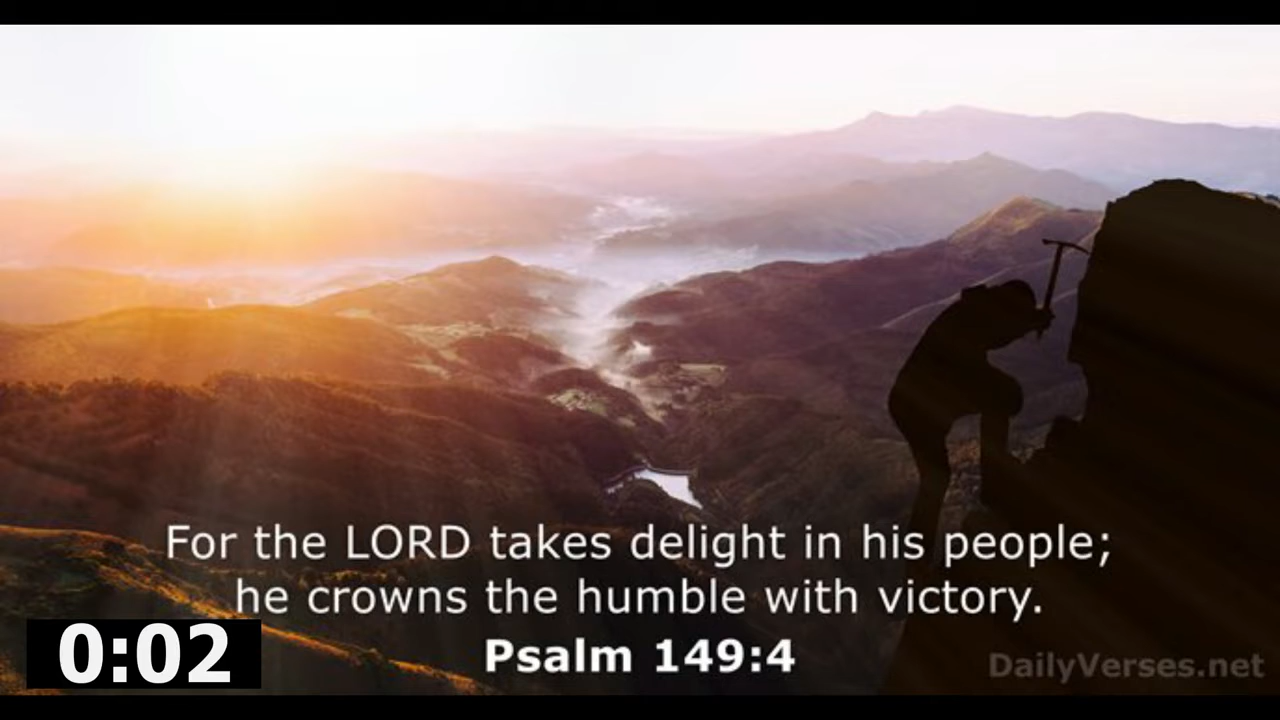 For the LORD takes delight in his people;
he crowns the humble with victory.
Psalm 149:4
0:02
DailyVerses.net